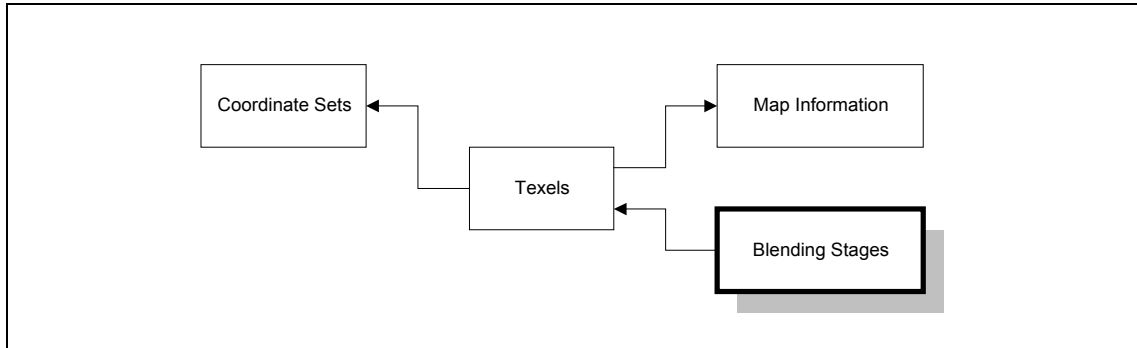 Coordinate Sets
Map Information
Texels
Blending Stages